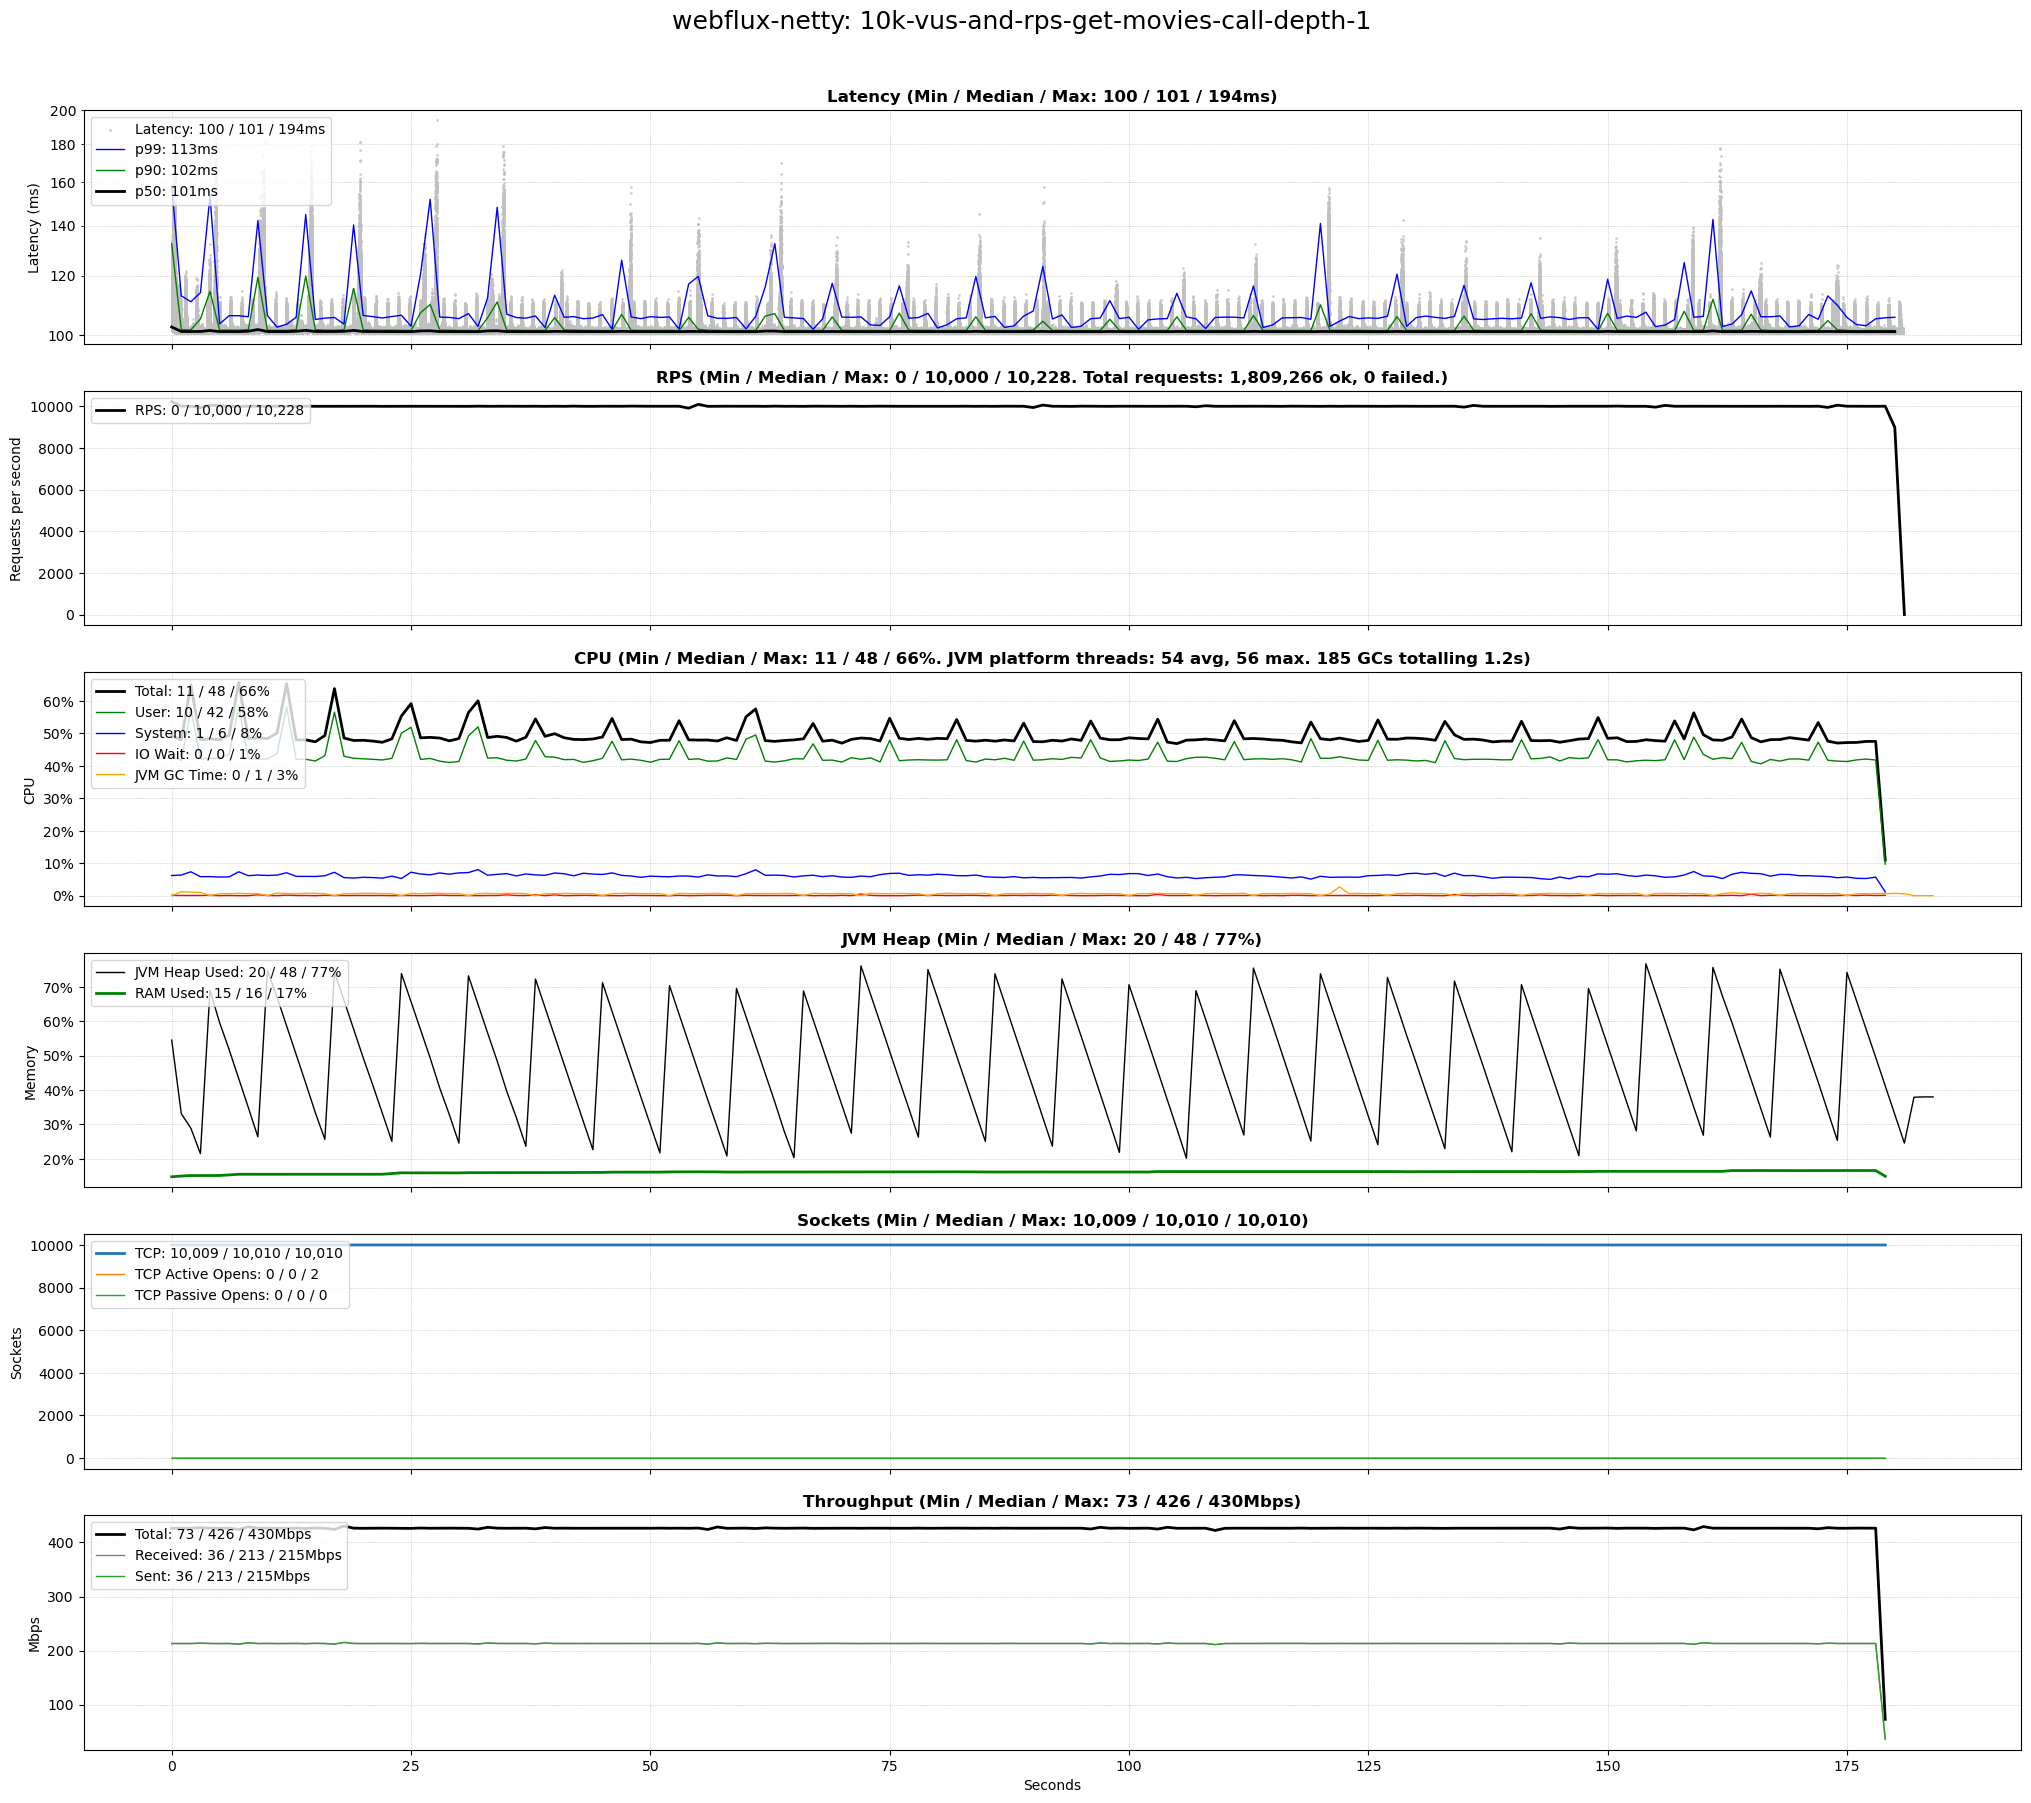 webflux-netty: 10k-vus-and-rps-get-movies-call-depth-1
Latency (Min / Median / Max: 100 / 101 / 194ms)
Latency (ms)
200
180
160
140
120
100
Latency: 100 / 101 / 194ms
p99: 113ms
p90: 102ms
p50: 101ms
RPS (Min / Median / Max: 0 / 10,000 / 10,228. Total requests: 1,809,266 ok, 0 failed.)
Requests per second
10000
8000
6000
4000
2000
0
RPS: 0 / 10,000 / 10,228
CPU (Min / Median / Max: 11 / 48 / 66%. JVM platform threads: 54 avg, 56 max. 185 GCs totalling 1.2s)
CPU
60%
50%
40%
30%
20%
10%
0%
Total: 11 / 48 / 66%
User: 10 / 42 / 58%
System: 1 / 6 / 8%
IO Wait: 0 / 0 / 1%
JVM GC Time: 0 / 1 / 3%
JVM Heap (Min / Median / Max: 20 / 48 / 77%)
Memory
70%
60%
50%
40%
30%
20%
JVM Heap Used: 20 / 48 / 77%
RAM Used: 15 / 16 / 17%
Sockets (Min / Median / Max: 10,009 / 10,010 / 10,010)
Sockets
10000
8000
6000
4000
2000
0
TCP: 10,009 / 10,010 / 10,010
TCP Active Opens: 0 / 0 / 2
TCP Passive Opens: 0 / 0 / 0
Throughput (Min / Median / Max: 73 / 426 / 430Mbps)
Mbps
400
300
200
100
Total: 73 / 426 / 430Mbps
Received: 36 / 213 / 215Mbps
Sent: 36 / 213 / 215Mbps
0
25
50
75
100
125
150
175
Seconds